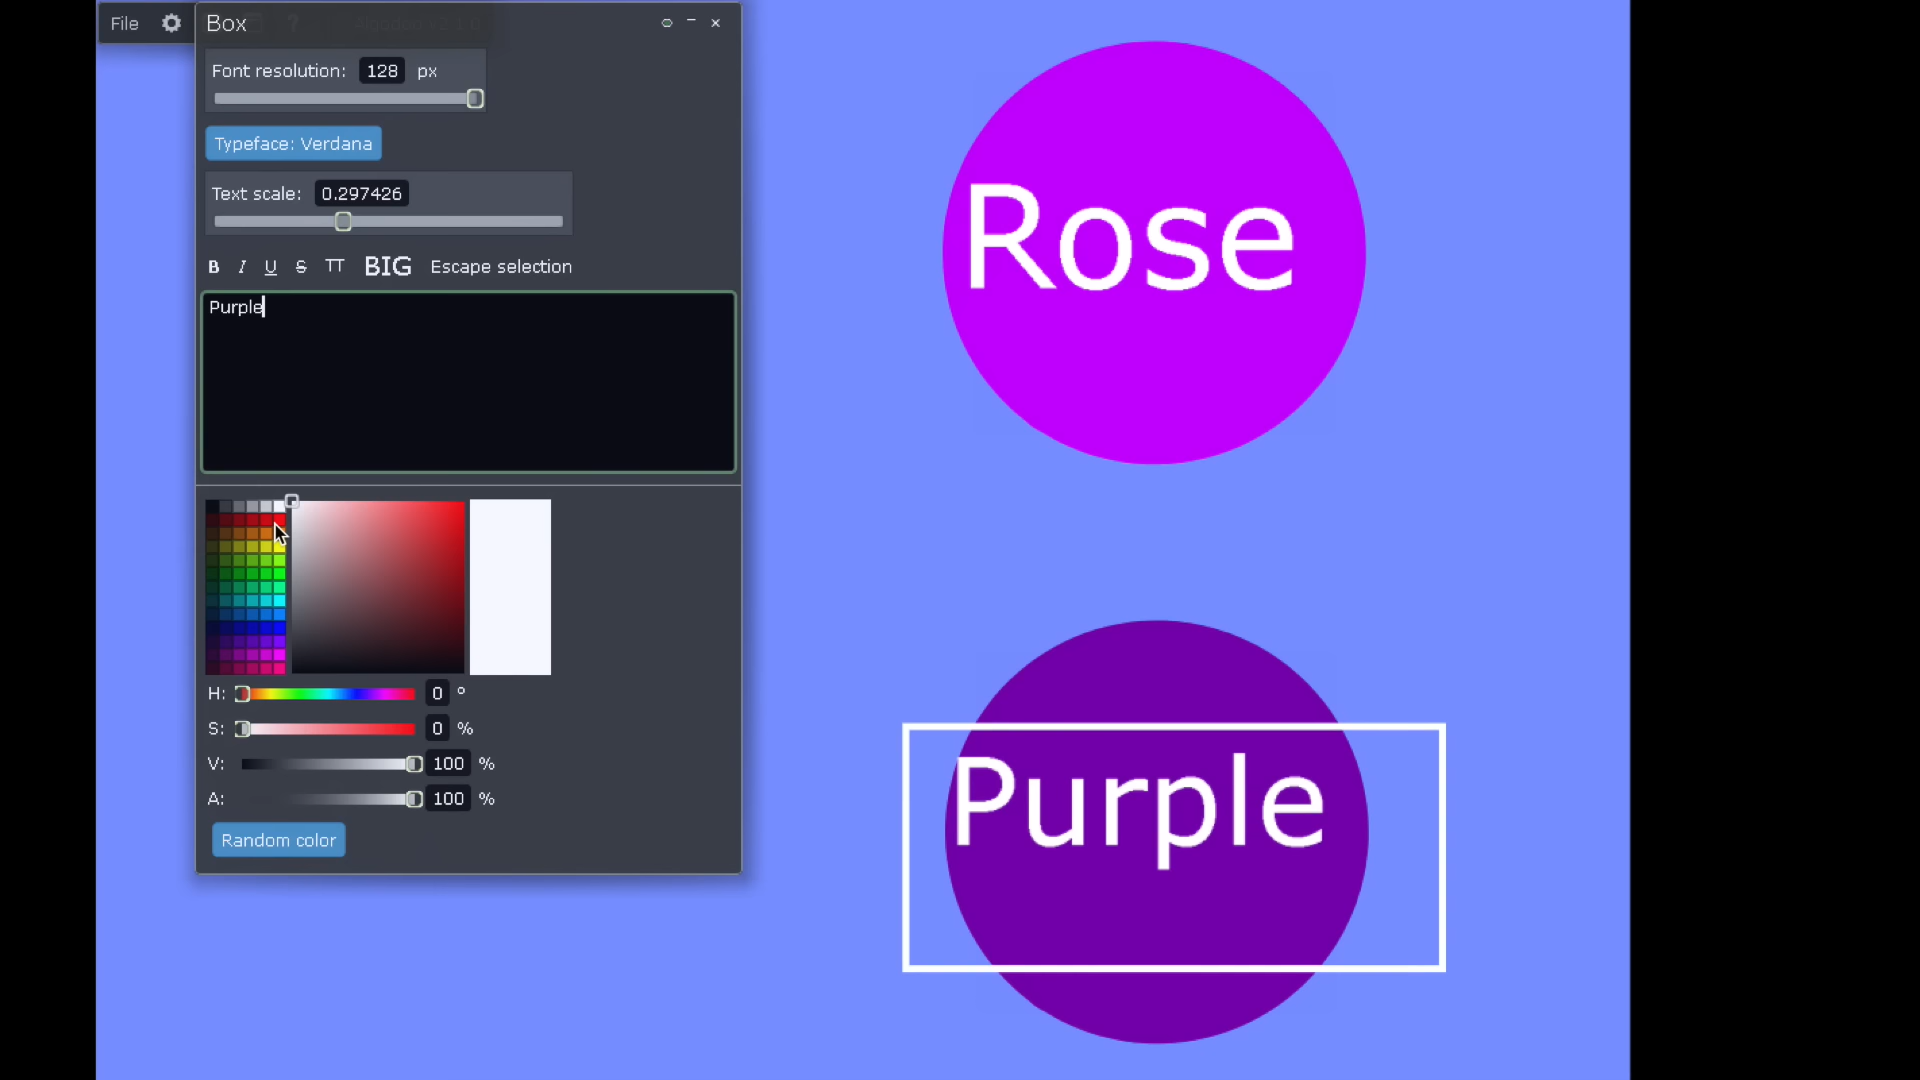 File
Box
Font resolution: 128 px
Typeface: Verdana
Text scale: 0.297426
B I U S TT BIG Escape selection
Purple
H: 0 °
S: 0 %
V: 100 %
A: 100 %
Random color
Rose
Purple